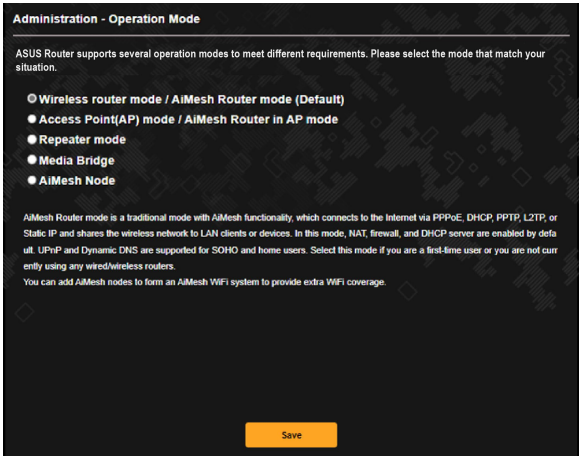 Administration - Operation Mode
ASUS Router supports several operation modes to meet different requirements. Please select the mode that match your
situation.
Wireless router mode / AiMesh Router mode (Default)
Access Point(AP) mode / AiMesh Router in AP mode
Repeater mode
Media Bridge
AiMesh Node
AiMesh Router mode is a traditional mode with AiMesh functionality, which connects to the Internet via PPPoE, DHCP, PPTP, L2TP, or
Static IP and shares the wireless network to LAN clients or devices. In this mode, NAT, firewall, and DHCP server are enabled by defa
ult. UPnP and Dynamic DNS are supported for SOHO and home users. Select this mode if you are a first-time user or you are not curr
ently using any wired/wireless routers.
You can add AiMesh nodes to form an AiMesh WiFi system to provide extra WiFi coverage.
Save